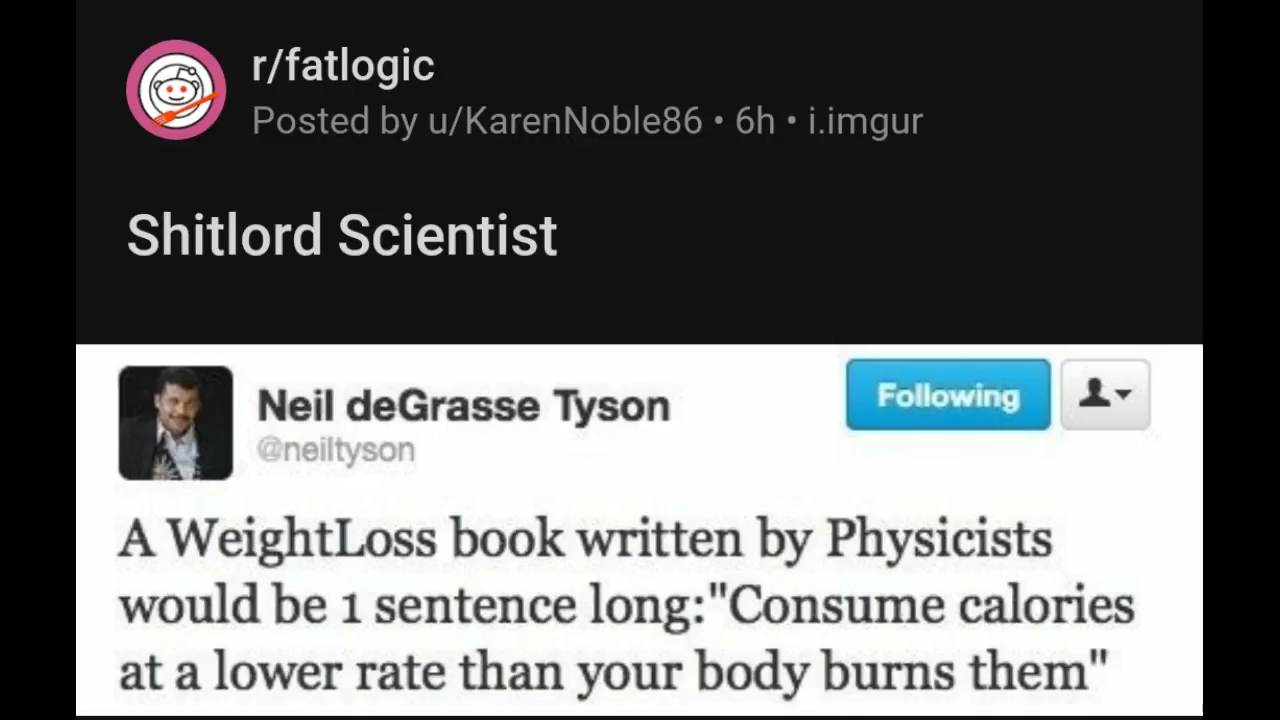 r/fatlogic
Posted by u/KarenNoble86 • 6h • i.imgur
Shitlord Scientist
Neil deGrasse Tyson
@neiltyson
Following
A WeightLoss book written by Physicists
would be 1 sentence long:"Consume calories
at a lower rate than your body burns them"